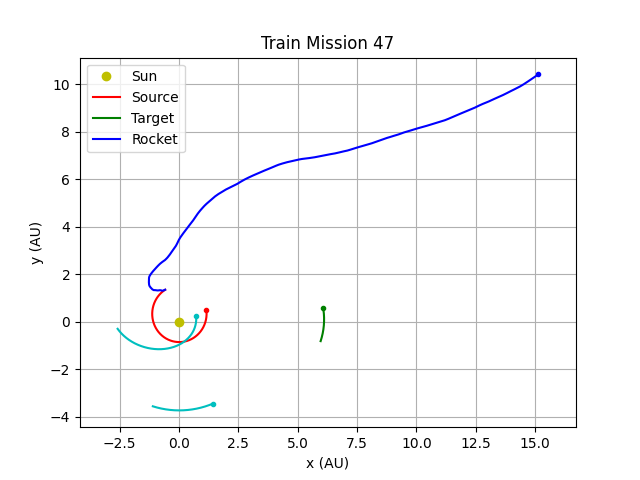 Train Mission 47
Sun
Source
Target
Rocket
10
8
6
4
2
0
−2
−4
y (AU)
−2.5 0.0 2.5 5.0 7.5 10.0 12.5 15.0
x (AU)